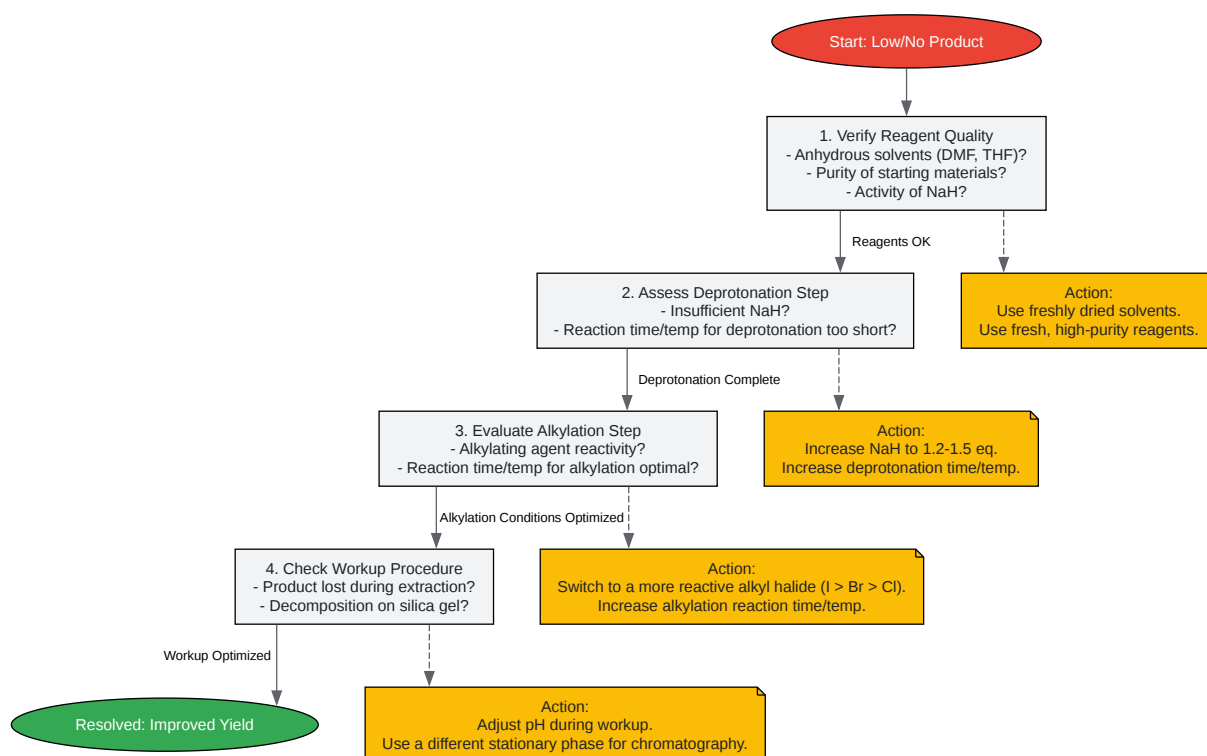 Start: Low/No Product
1. Verify Reagent Quality
- Anhydrous solvents (DMF, THF)?
- Purity of starting materials?
- Activity of NaH?
Reagents OK
2. Assess Deprotonation Step
- Insufficient NaH?
- Reaction time/temp for deprotonation too short?
Action:
Use freshly dried solvents.
Use fresh, high-purity reagents.
Deprotonation Complete
3. Evaluate Alkylation Step
- Alkylating agent reactivity?
- Reaction time/temp for alkylation optimal?
Action:
Increase NaH to 1.2-1.5 eq.
Increase deprotonation time/temp.
Alkylation Conditions Optimized
4. Check Workup Procedure
- Product lost during extraction?
- Decomposition on silica gel?
Action:
Switch to a more reactive alkyl halide (I > Br > Cl).
Increase alkylation reaction time/temp.
Workup Optimized
Resolved: Improved Yield
Action:
Adjust pH during workup.
Use a different stationary phase for chromatography.